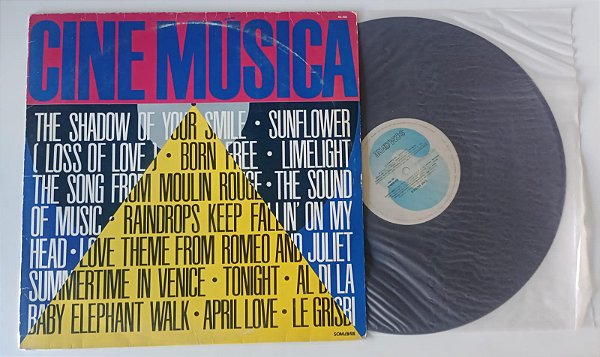 CINE MUSICA
THE SHADOW OF YOUR SMILE • SUNFLOWER
( LOSS OF LOVE ) • BORN FREE • LIMELIGHT
THE SONG FROM MOULIN ROUGE • THE SOUND
OF MUSIC • RAINDROPS KEEP FALLIN' ON MY
HEAD • LOVE THEME FROM ROMEO AND JULIET
SUMMERTIME IN VENICE • TONIGHT • AL DI LA
BABY ELEPHANT WALK • APRIL LOVE • LE GRISBI